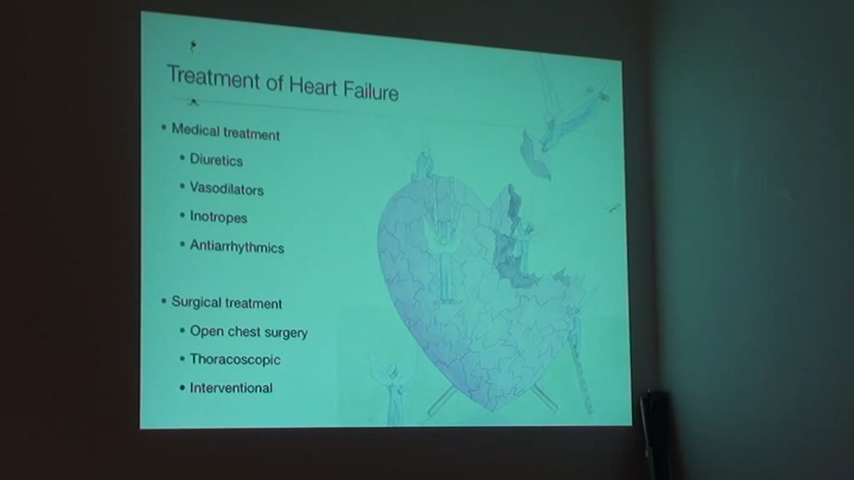 Treatment of Heart Failure
• Medical treatment
• Diuretics
• Vasodilators
• Inotropes
• Antiarrhythmics
• Surgical treatment
• Open chest surgery
• Thoracoscopic
• Interventional